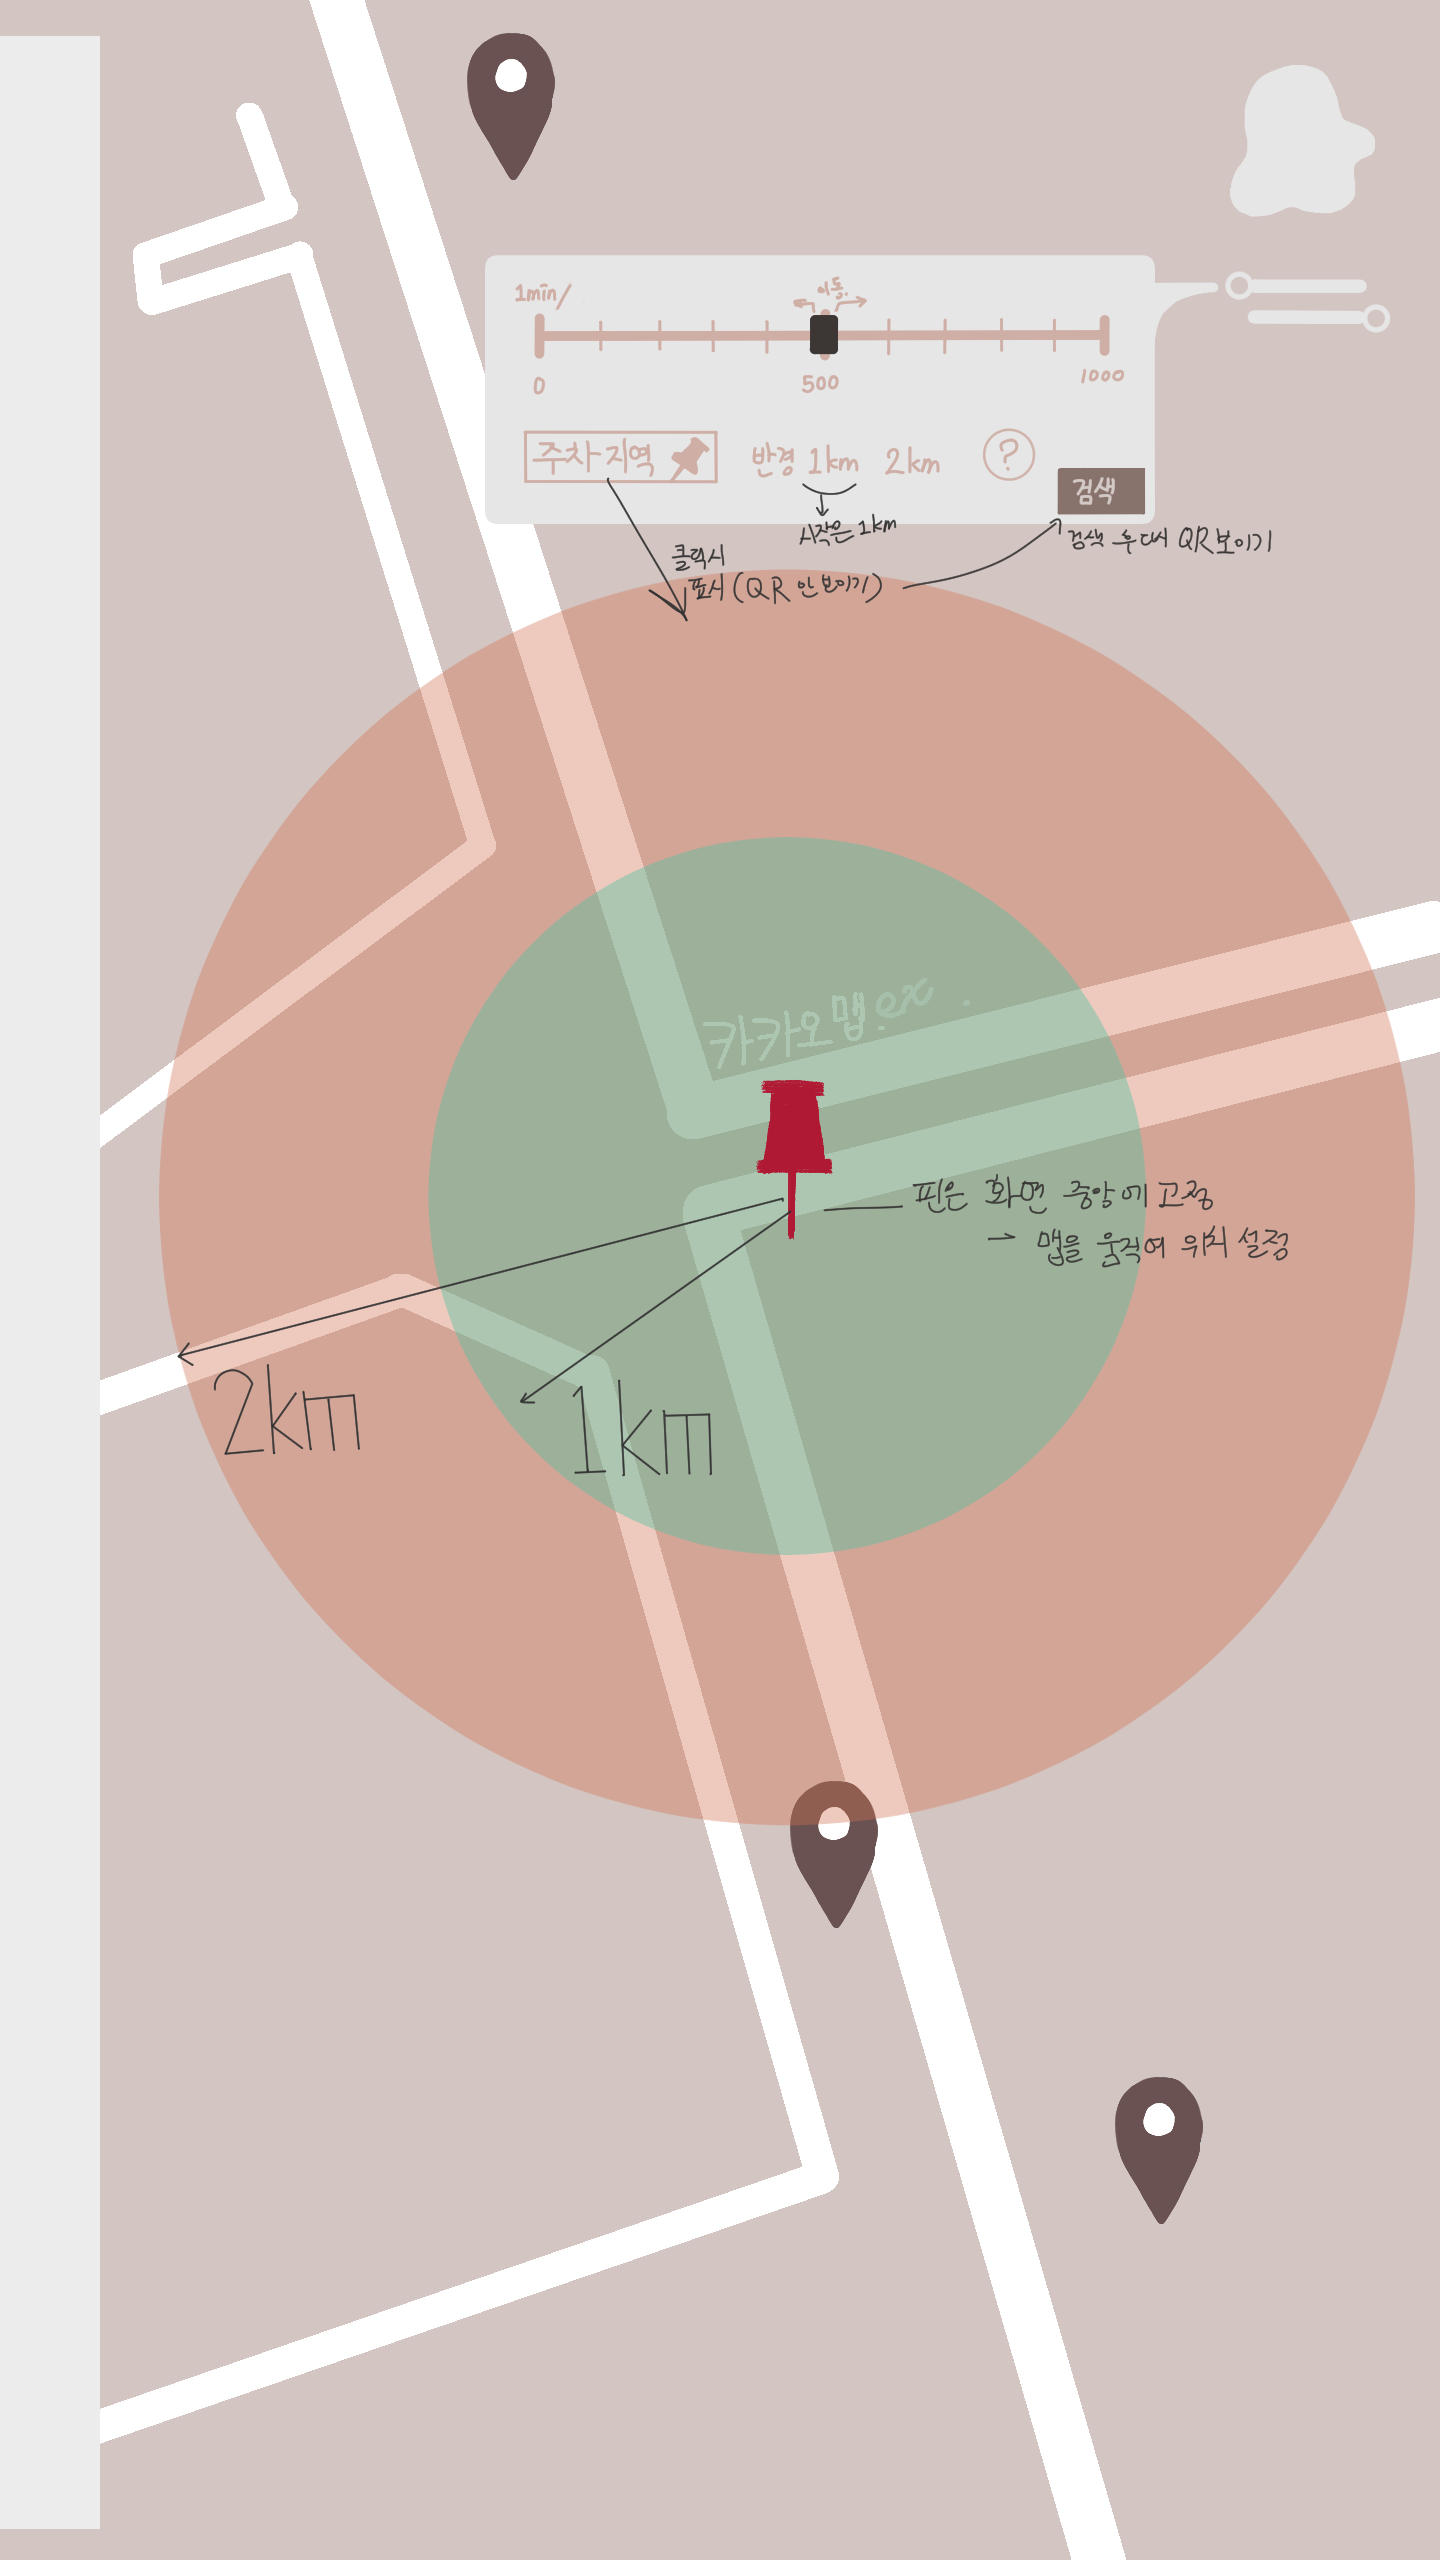 1min/
이동.
0
500
1000
주차 지역
반경 1km 2km
?
검색
시작은 1km
클릭시
표시 (QR 안보이기)
검색 후 다시 QR 보이기
카카오맵 ex.
핀은 화면 중앙에 고정
→ 맵을 움직여 위치 설정
2km
1km